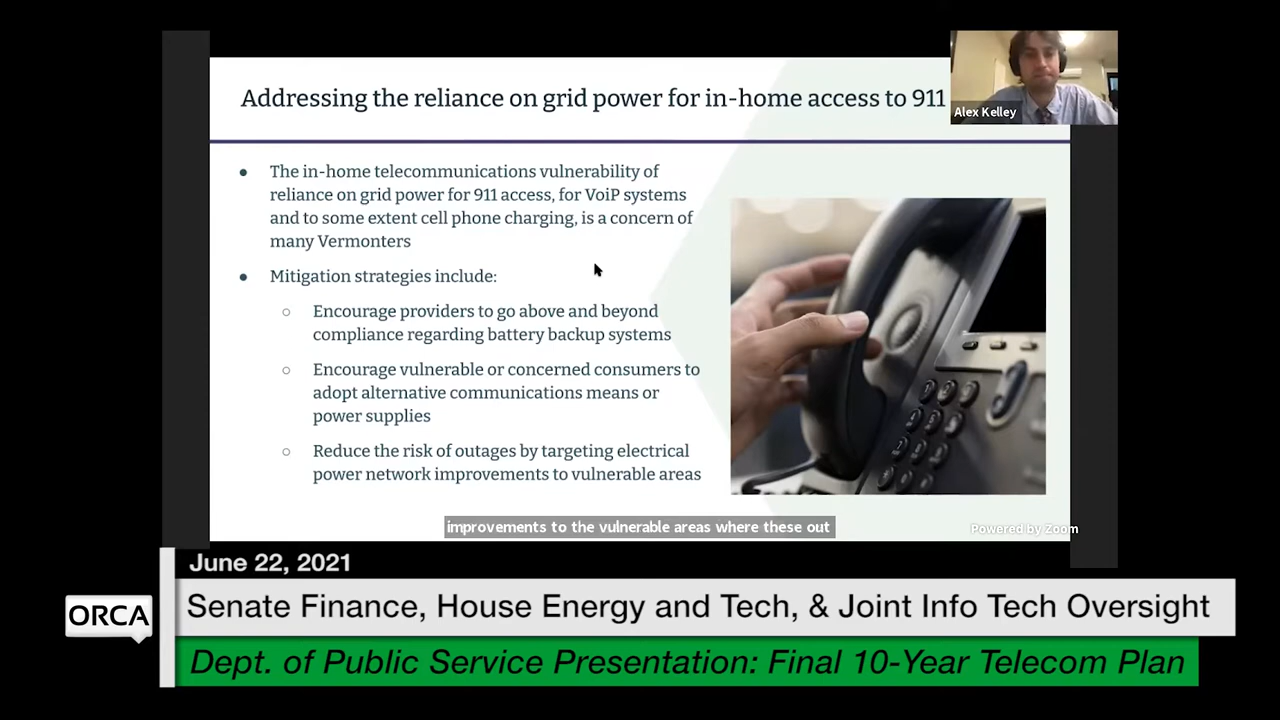 Addressing the reliance on grid power for in-home access to 911
Alex Kelley
● The in-home telecommunications vulnerability of
reliance on grid power for 911 access, for VoiP systems
and to some extent cell phone charging, is a concern of
many Vermonters
● Mitigation strategies include:
○ Encourage providers to go above and beyond
compliance regarding battery backup systems
○ Encourage vulnerable or concerned consumers to
adopt alternative communications means or
power supplies
○ Reduce the risk of outages by targeting electrical
power network improvements to vulnerable areas
improvements to the vulnerable areas where these out
Powered by Zoom
June 22, 2021
ORCA
Senate Finance, House Energy and Tech, & Joint Info Tech Oversight
Dept. of Public Service Presentation: Final 10-Year Telecom Plan